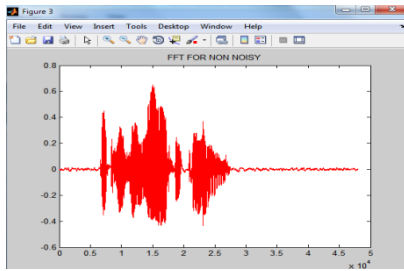 Figure 3
File Edit View Insert Tools Desktop Window Help
FFT FOR NON NOISY
0.8
0.6
0.4
0.2
0
-0.2
-0.4
-0.6
0 0.5 1 1.5 2 2.5 3 3.5 4 4.5 5
x 10^4